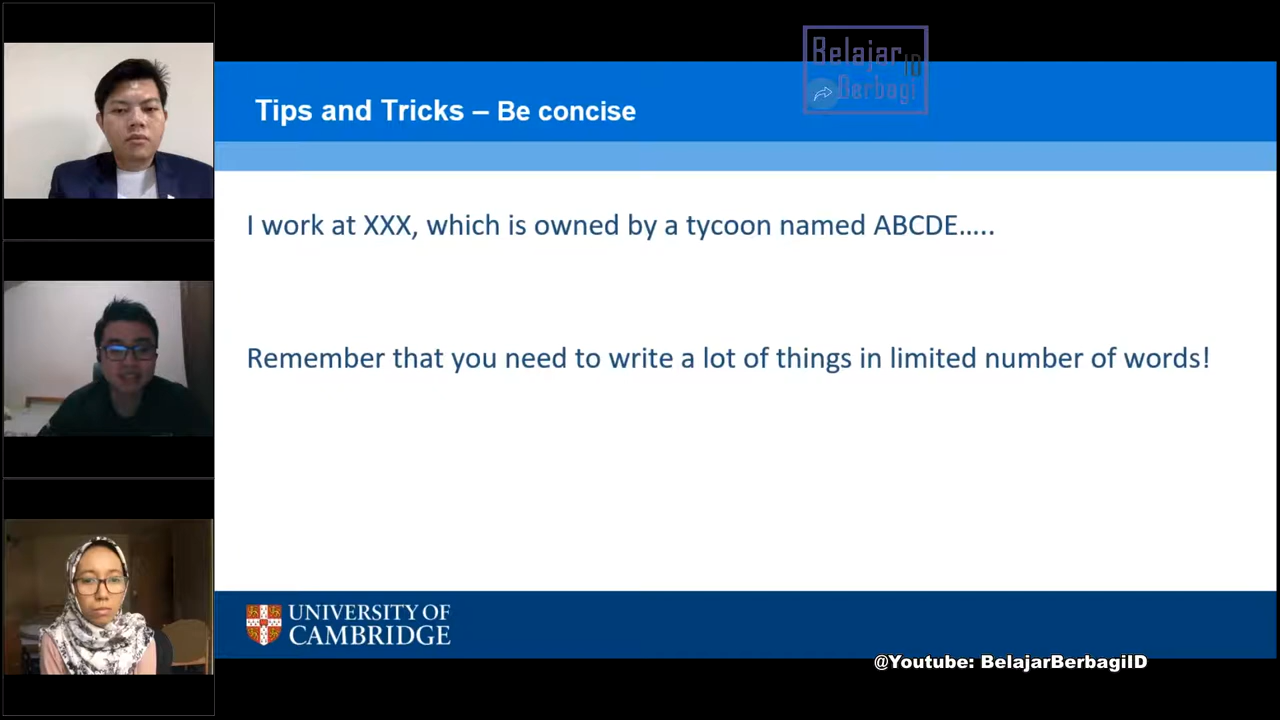 Belajar
ID
Berbagi
Tips and Tricks – Be concise
I work at XXX, which is owned by a tycoon named ABCDE…..
Remember that you need to write a lot of things in limited number of words!
UNIVERSITY OF
CAMBRIDGE
@Youtube: BelajarBerbagiID